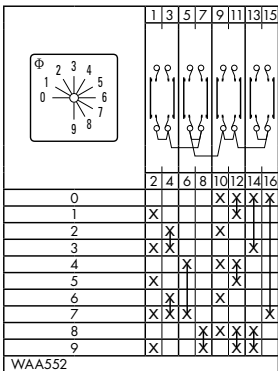 1 3 5 7 9 11 13 15
Φ
0 1 2 3 4 5 6 7 8 9
2 4 6 8 10 12 14 16
0 X X X X
1 X X
2 X X
3 X X X
4 X X X
5 X X
6 X X
7 X X X X
8 X X X X
9 X X X X
WAA552